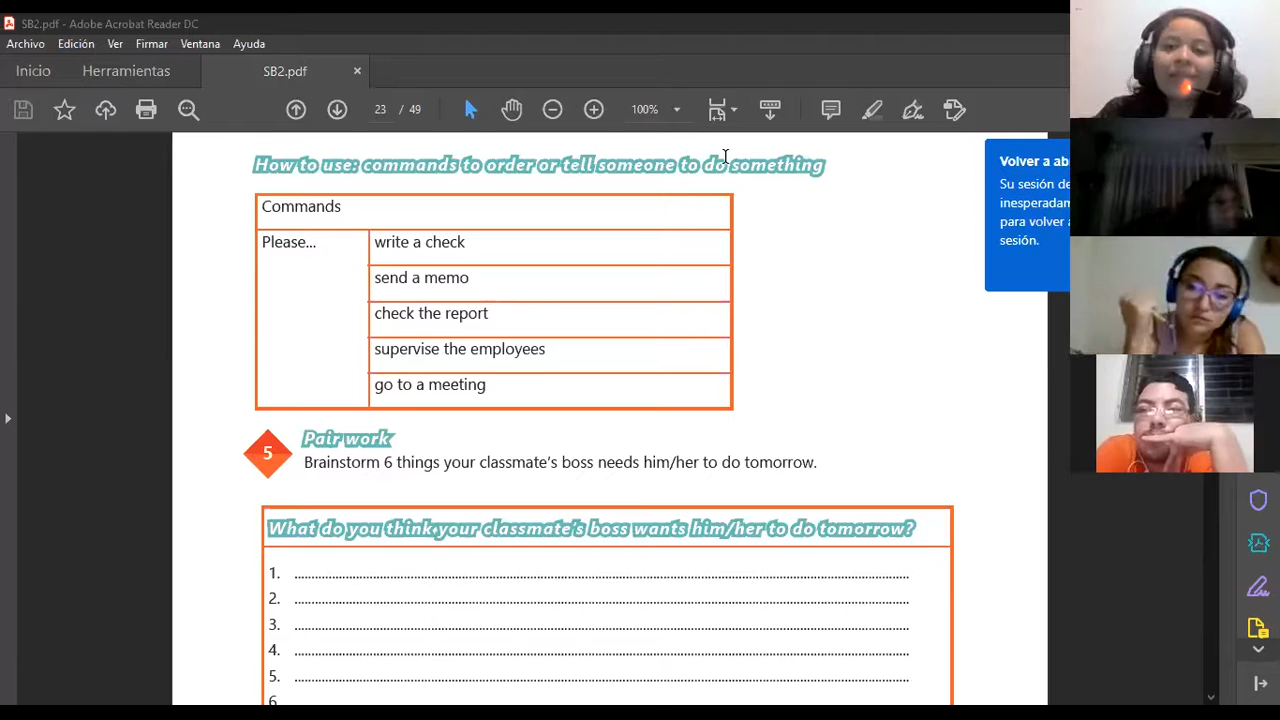 SB2.pdf - Adobe Acrobat Reader DC
Archivo Edición Ver Firmar Ventana Ayuda
Inicio Herramientas SB2.pdf ×
23 / 49 100%
How to use: commands to order or tell someone to do something
Commands
Please... write a check
send a memo
check the report
supervise the employees
go to a meeting
5 Pair work
Brainstorm 6 things your classmate's boss needs him/her to do tomorrow.
What do you think your classmate's boss wants him/her to do tomorrow?
1. ....................................................................................
2. ....................................................................................
3. ....................................................................................
4. ....................................................................................
5. ....................................................................................
6.
Volver a ab
Su sesión de
inesperadam
para volver a
sesión.